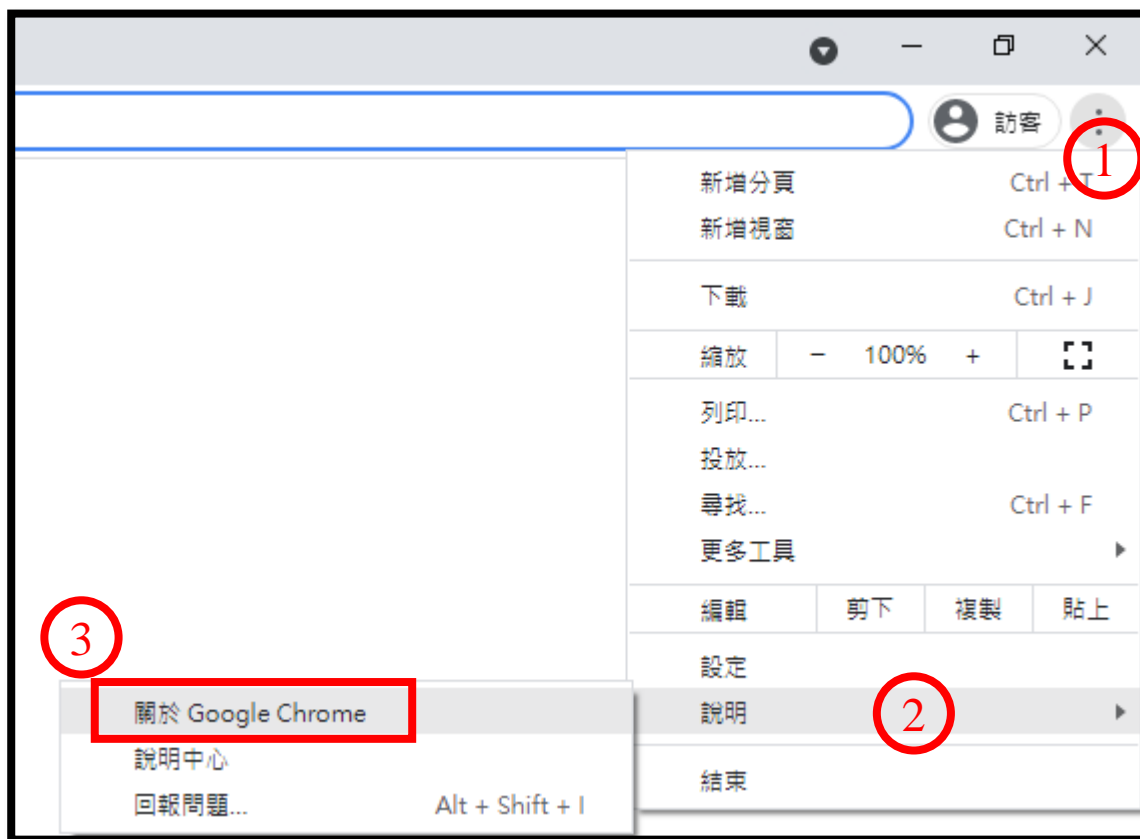 訪客
1
新增分頁 Ctrl + T
新增視窗 Ctrl + N
下載 Ctrl + J
縮放 − 100% +
列印... Ctrl + P
投放...
尋找... Ctrl + F
更多工具
編輯 剪下 複製 貼上
設定
說明 2
結束
3
關於 Google Chrome
說明中心
回報問題... Alt + Shift + I